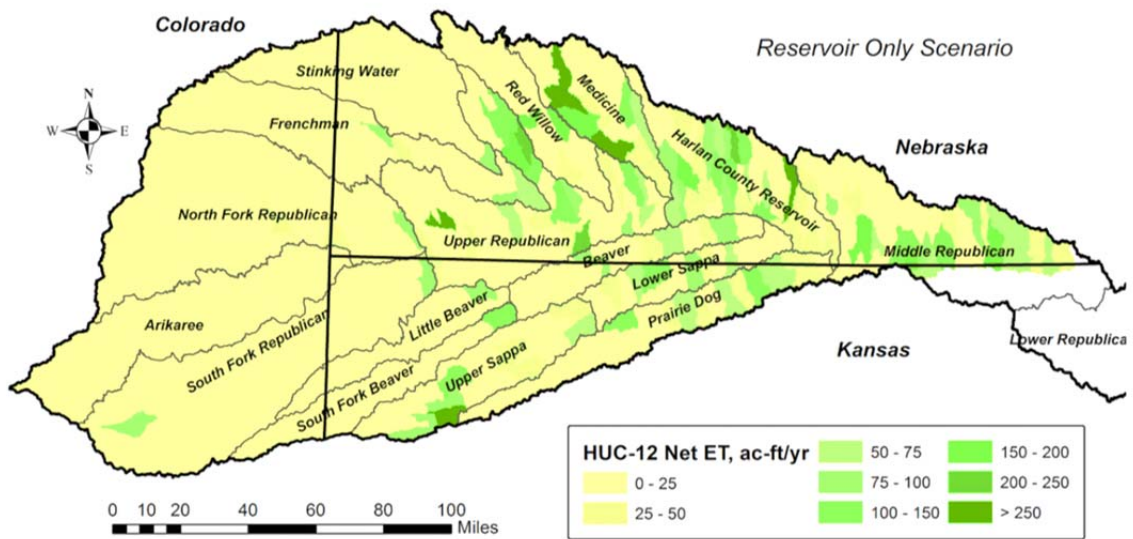 Colorado
Reservoir Only Scenario
Stinking Water
Medicine
Red Willow
Frenchman
Harlan County Reservoir
Nebraska
N
W E
S
North Fork Republican
Upper Republican
Beaver
Middle Republican
Lower Sappa
Little Beaver
Prairie Dog
Arikaree
South Fork Republican
Lower Republica
Kansas
Upper Sappa
South Fork Beaver
HUC-12 Net ET, ac-ft/yr
0 - 25
25 - 50
50 - 75
75 - 100
100 - 150
150 - 200
200 - 250
> 250
0 10 20 40 60 80 100
Miles